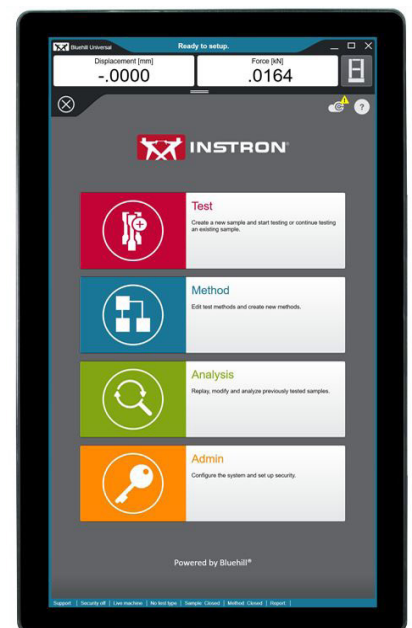 Bluehill Universal
Ready to setup.
Displacement [mm]
-.0000
Force [kN]
.0164
?
INSTRON®
Test
Create a new sample and start testing or continue testing
an existing sample.
Method
Edit test methods and create new methods.
Analysis
Replay, modify and analyze previously tested samples.
Admin
Configure the system and set up security.
Powered by Bluehill®
Support | Security off | Live machine | No test type | Sample: Closed | Method: Closed | Report |